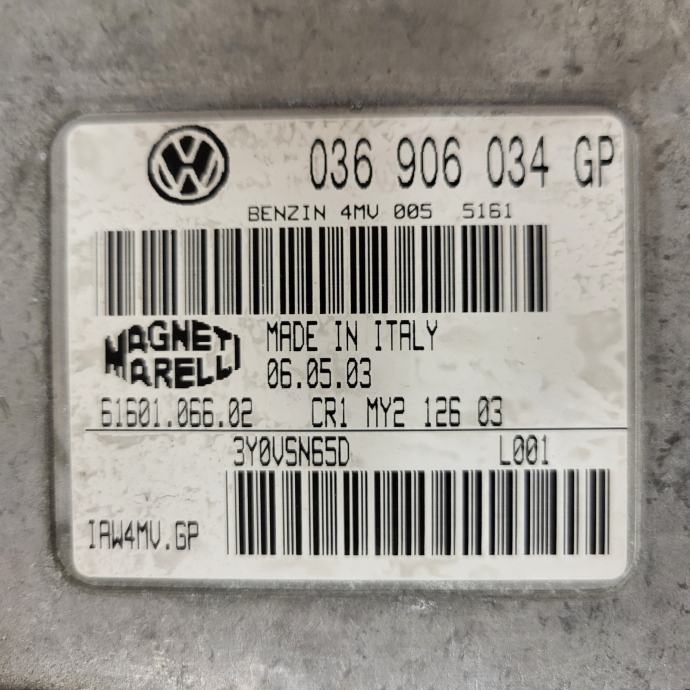 VW
036 906 034 GP
BENZIN 4MV 005 5161
MAGNETI
MARELLI
MADE IN ITALY
06.05.03
61601.066.02 CR1 MY2 126 03
3Y0VSN65D L001
IAW4MV.GP